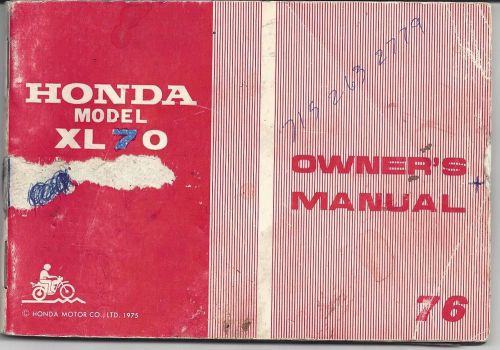 HONDA
MODEL
XL70
© HONDA MOTOR CO., LTD. 1975
715 263 2779
OWNER'S
MANUAL
76